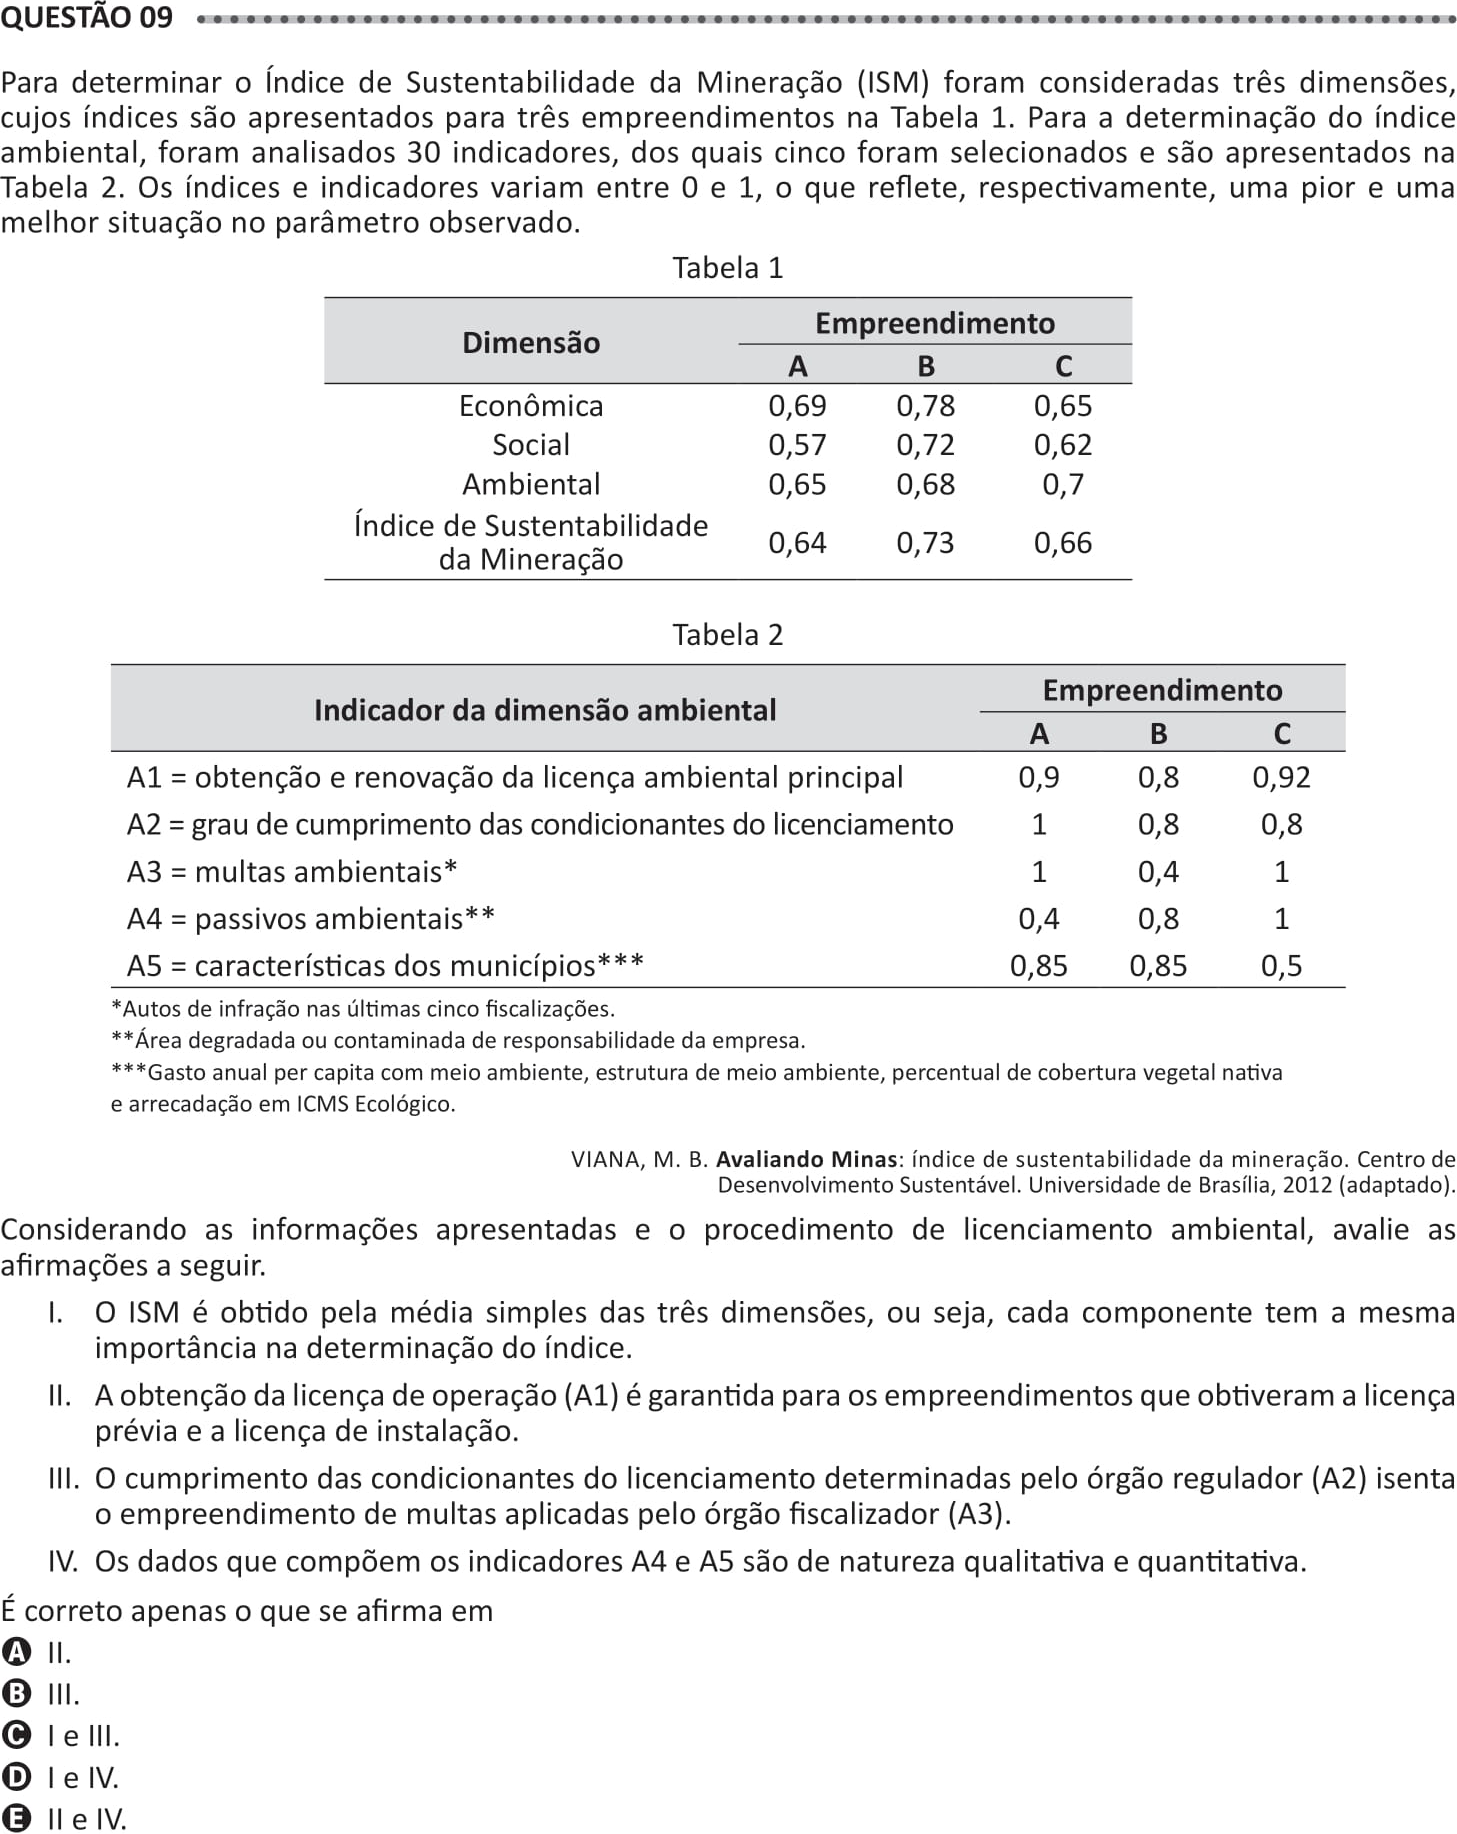 QUESTÃO 09
Para determinar o Índice de Sustentabilidade da Mineração (ISM) foram consideradas três dimensões,
cujos índices são apresentados para três empreendimentos na Tabela 1. Para a determinação do índice
ambiental, foram analisados 30 indicadores, dos quais cinco foram selecionados e são apresentados na
Tabela 2. Os índices e indicadores variam entre 0 e 1, o que reflete, respectivamente, uma pior e uma
melhor situação no parâmetro observado.
Tabela 1
Dimensão Empreendimento
A B C
Econômica 0,69 0,78 0,65
Social 0,57 0,72 0,62
Ambiental 0,65 0,68 0,7
Índice de Sustentabilidade
da Mineração 0,64 0,73 0,66
Tabela 2
Indicador da dimensão ambiental Empreendimento
A B C
A1 = obtenção e renovação da licença ambiental principal 0,9 0,8 0,92
A2 = grau de cumprimento das condicionantes do licenciamento 1 0,8 0,8
A3 = multas ambientais* 1 0,4 1
A4 = passivos ambientais** 0,4 0,8 1
A5 = características dos municípios*** 0,85 0,85 0,5
*Autos de infração nas últimas cinco fiscalizações.
**Área degradada ou contaminada de responsabilidade da empresa.
***Gasto anual per capita com meio ambiente, estrutura de meio ambiente, percentual de cobertura vegetal nativa
e arrecadação em ICMS Ecológico.
VIANA, M. B. Avaliando Minas: índice de sustentabilidade da mineração. Centro de
Desenvolvimento Sustentável. Universidade de Brasília, 2012 (adaptado).
Considerando as informações apresentadas e o procedimento de licenciamento ambiental, avalie as
afirmações a seguir.
I. O ISM é obtido pela média simples das três dimensões, ou seja, cada componente tem a mesma
importância na determinação do índice.
II. A obtenção da licença de operação (A1) é garantida para os empreendimentos que obtiveram a licença
prévia e a licença de instalação.
III. O cumprimento das condicionantes do licenciamento determinadas pelo órgão regulador (A2) isenta
o empreendimento de multas aplicadas pelo órgão fiscalizador (A3).
IV. Os dados que compõem os indicadores A4 e A5 são de natureza qualitativa e quantitativa.
É correto apenas o que se afirma em
A II.
B III.
C I e III.
D I e IV.
E II e IV.